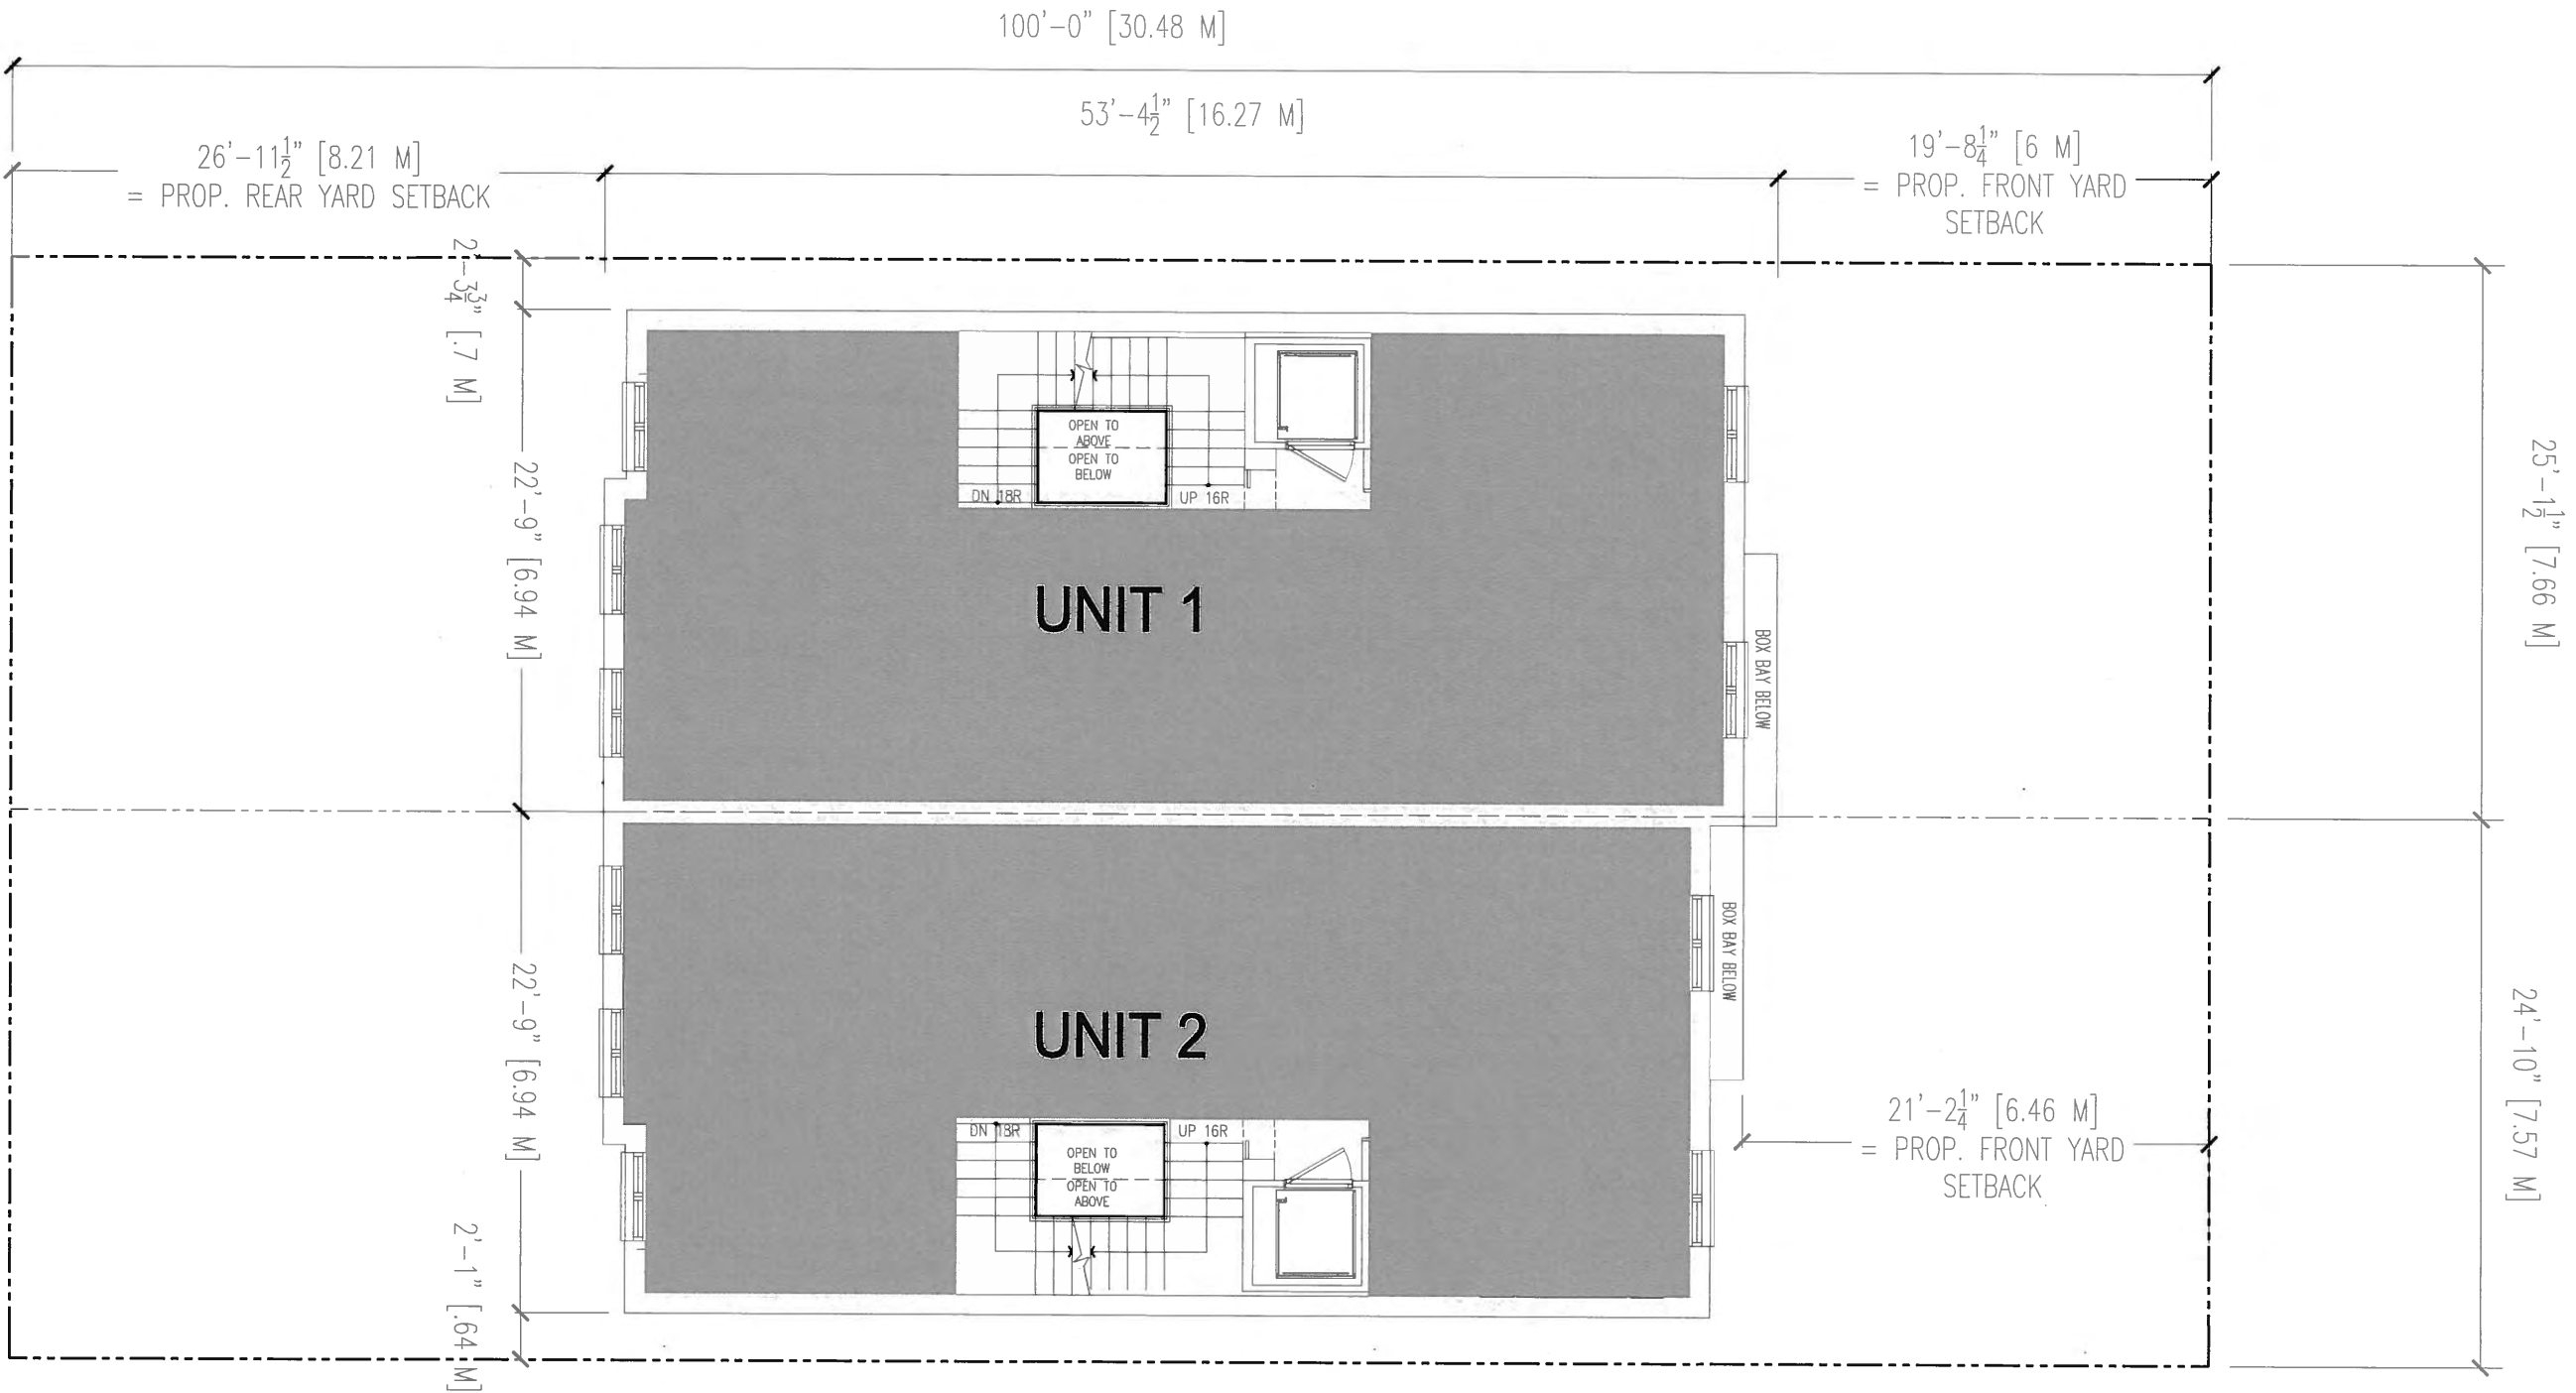 100'-0" [30.48 M]
53'-4½" [16.27 M]
26'-11½" [8.21 M]
= PROP. REAR YARD SETBACK
19'-8¼" [6 M]
= PROP. FRONT YARD
SETBACK
2'-3¾" [.7 M]
22'-9" [6.94 M]
OPEN TO
ABOVE
OPEN TO
BELOW
DN 18R
UP 16R
UNIT 1
BOX BAY BELOW
25'-1½" [7.66 M]
22'-9" [6.94 M]
UNIT 2
BOX BAY BELOW
24'-10" [7.57 M]
DN 18R
UP 16R
OPEN TO
BELOW
OPEN TO
ABOVE
21'-2¼" [6.46 M]
= PROP. FRONT YARD
SETBACK
2'-1" [.64 M]